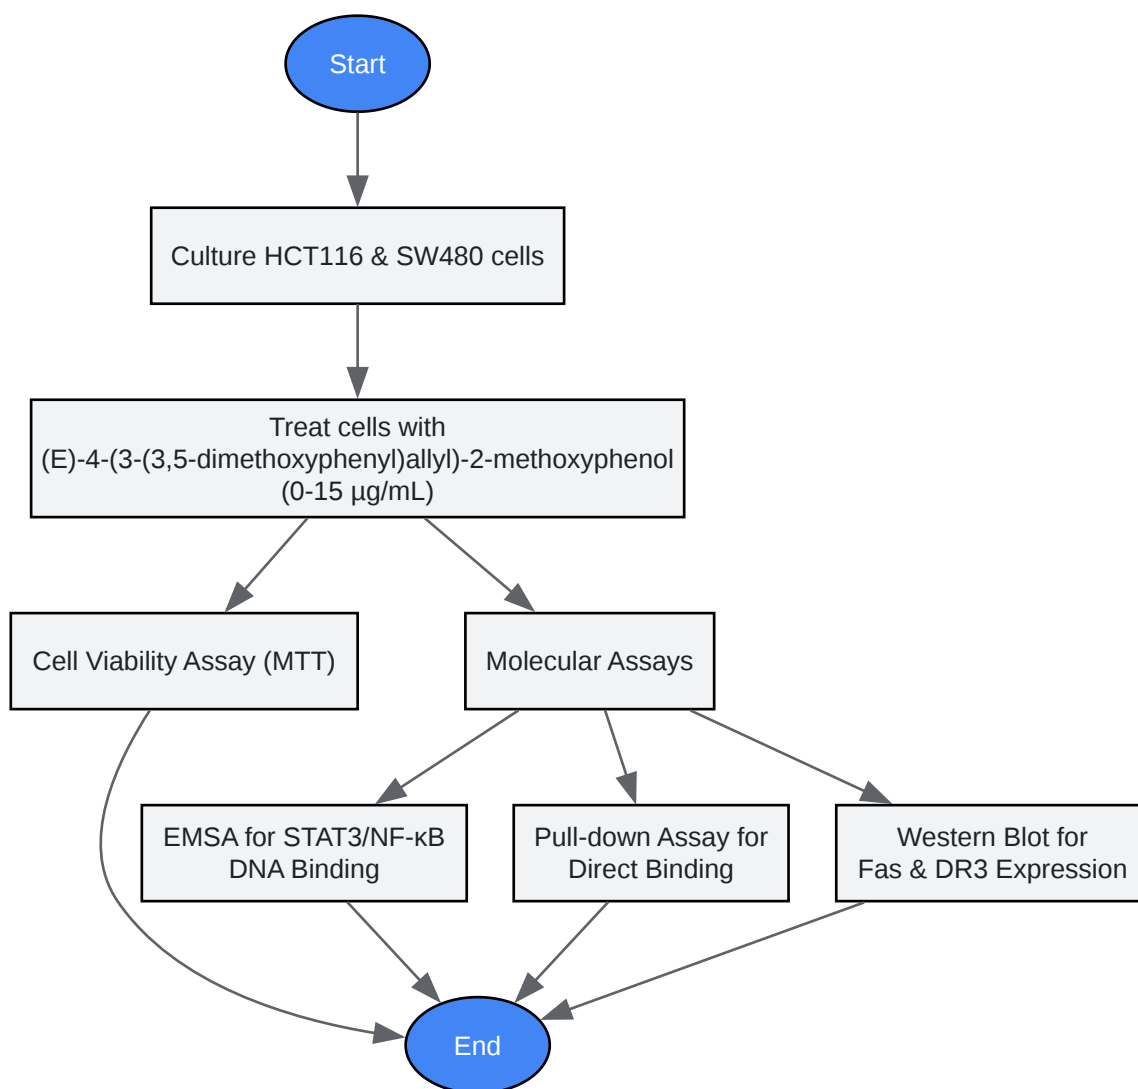 Start
Culture HCT116 & SW480 cells
Treat cells with
(E)-4-(3-(3,5-dimethoxyphenyl)allyl)-2-methoxyphenol
(0-15 µg/mL)
Cell Viability Assay (MTT)
Molecular Assays
EMSA for STAT3/NF-κB
DNA Binding
Pull-down Assay for
Direct Binding
Western Blot for
Fas & DR3 Expression
End